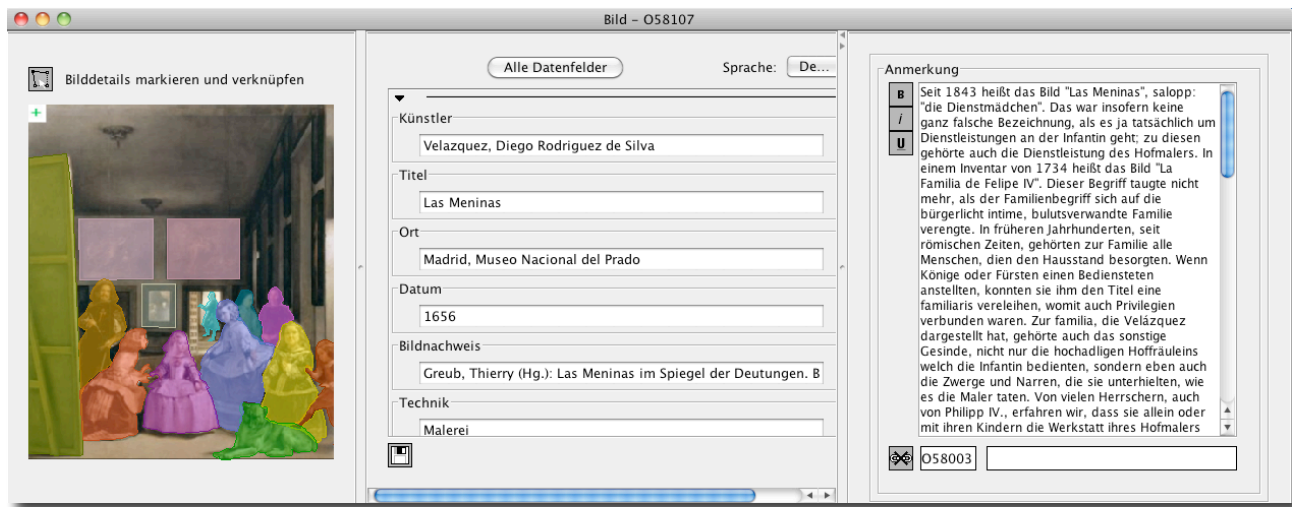 Bild – O58107
Bilddetails markieren und verknüpfen
Alle Datenfelder
Sprache:
De...
Künstler
Velazquez, Diego Rodriguez de Silva
Titel
Las Meninas
Ort
Madrid, Museo Nacional del Prado
Datum
1656
Bildnachweis
Greub, Thierry (Hg.): Las Meninas im Spiegel der Deutungen. B
Technik
Malerei
Anmerkung
B
i
U
Seit 1843 heißt das Bild "Las Meninas", salopp:
"die Dienstmädchen". Das war insofern keine
ganz falsche Bezeichnung, als es ja tatsächlich um
Dienstleistungen an der Infantin geht; zu diesen
gehörte auch die Dienstleistung des Hofmalers. In
einem Inventar von 1734 heißt das Bild "La
Familia de Felipe IV". Dieser Begriff taugte nicht
mehr, als der Familienbegriff sich auf die
bürgerlicht intime, bulutsverwandte Familie
verengte. In früheren Jahrhunderten, seit
römischen Zeiten, gehörten zur Familie alle
Menschen, dien den Hausstand besorgten. Wenn
Könige oder Fürsten einen Bediensteten
anstellten, konnten sie ihm den Titel eine
familiaris vereleihen, womit auch Privilegien
verbunden waren. Zur familia, die Velázquez
dargestellt hat, gehörte auch das sonstige
Gesinde, nicht nur die hochadligen Hoffräuleins
welch die Infantin bedienten, sondern eben auch
die Zwerge und Narren, die sie unterhielten, wie
es die Maler taten. Von vielen Herrschern, auch
von Philipp IV., erfahren wir, dass sie allein oder
mit ihren Kindern die Werkstatt ihres Hofmalers
O58003